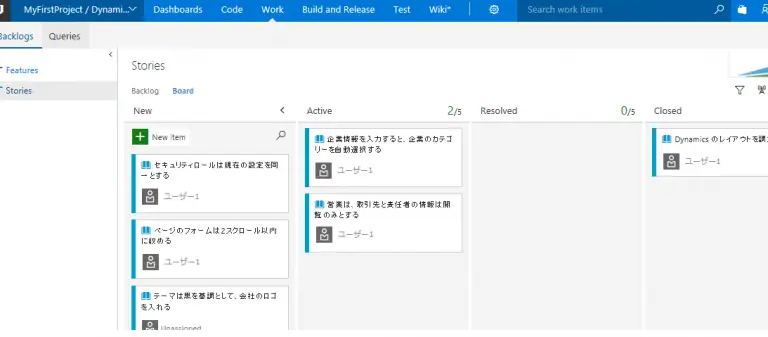 MyFirstProject / Dynami...
Dashboards
Code
Work
Build and Release
Test
Wiki*
Search work items
Backlogs
Queries
Features
Stories
Stories
Backlog
Board
New
Active
2/5
Resolved
0/5
Closed
New item
セキュリティロールは現在の設定を同
一とする
ユーザー1
ページのフォームは2スクロール以内
に収める
ユーザー1
テーマは黒を基調として、会社のロゴ
を入れる
Unassigned
企業情報を入力すると、企業のカテゴ
リーを自動選択する
ユーザー1
営業は、取引先と責任者の情報は閲
覧のみとする
ユーザー1
Dynamics のレイアウトを
ユーザー1